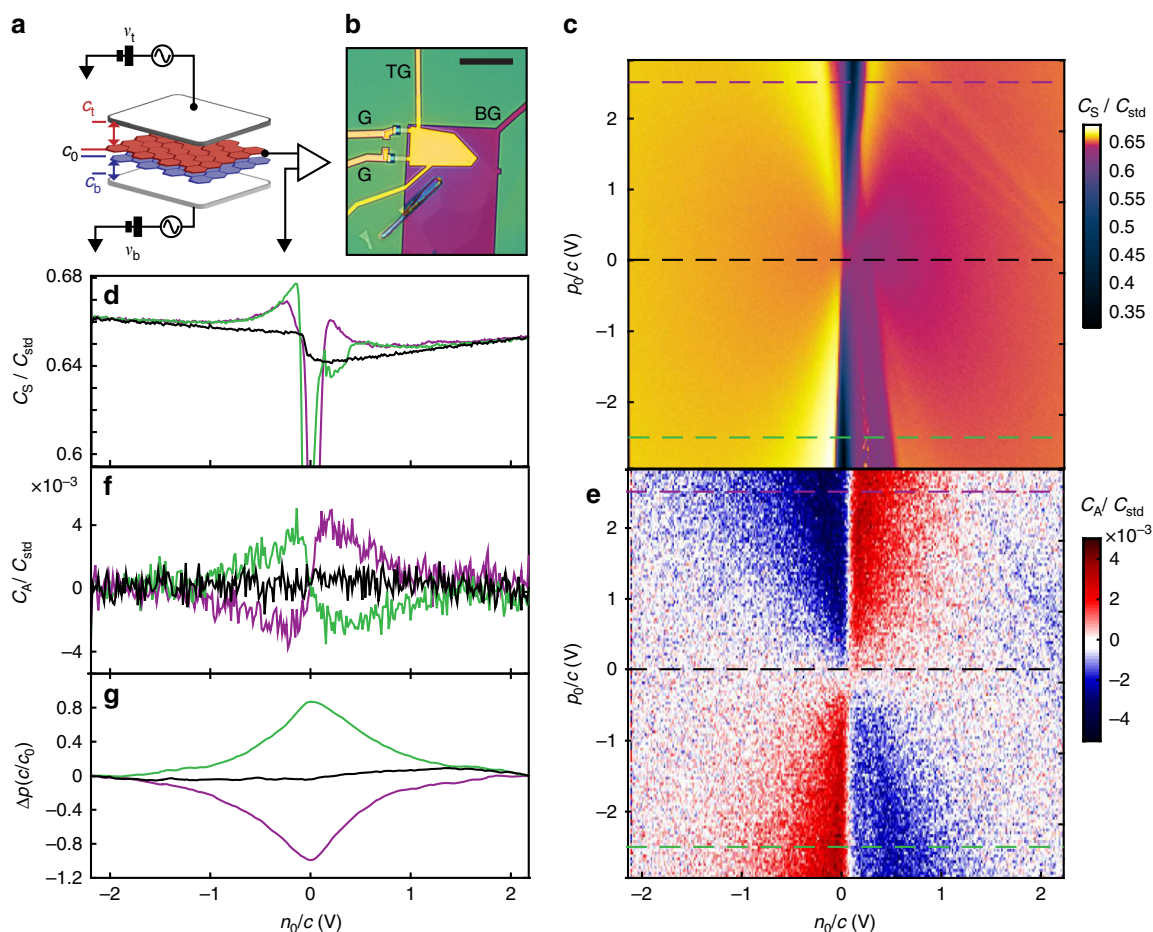 a
b
c
v_t
c_t
c_0
c_b
v_b
TG
BG
G
G
p_0/c (V)
2
1
0
−1
−2
C_S / C_std
0.65
0.6
0.55
0.5
0.45
0.4
0.35
d
C_S / C_std
0.68
0.64
0.6
−1
0
1
2
f
×10⁻³
C_A/ C_std
4
0
−4
g
Δp(c/c_0)
0.8
0.4
0
−0.4
−0.8
−1.2
−2
−1
0
1
2
n_0/c (V)
e
p_0/c (V)
2
1
0
−1
−2
−2
−1
0
1
2
n_0/c (V)
C_A/ C_std
×10⁻³
4
2
0
−2
−4